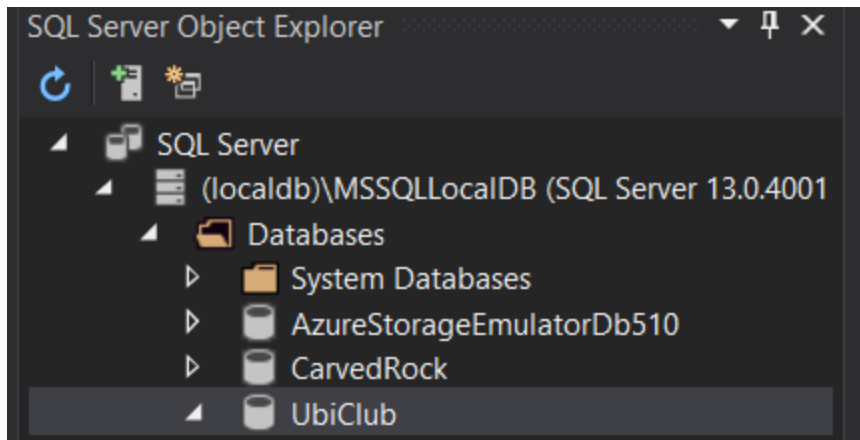 SQL Server Object Explorer
SQL Server
(localdb)\MSSQLLocalDB (SQL Server 13.0.4001
Databases
System Databases
AzureStorageEmulatorDb510
CarvedRock
UbiClub